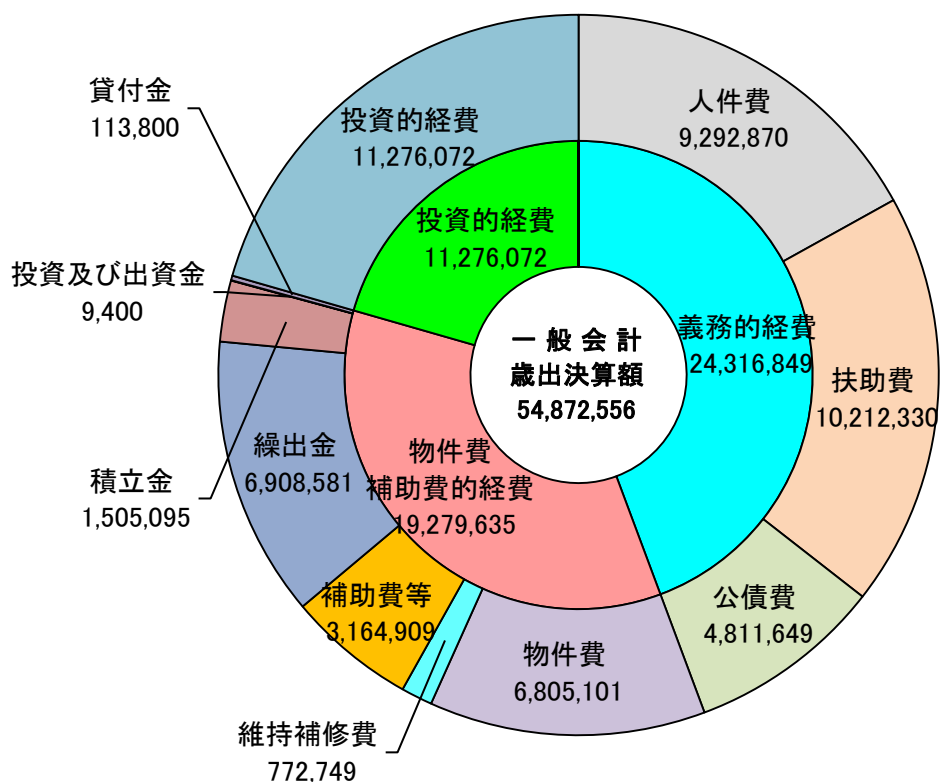 人件費
9,292,870
扶助費
10,212,330
公債費
4,811,649
物件費
6,805,101
維持補修費
772,749
補助費等
3,164,909
繰出金
6,908,581
積立金
1,505,095
投資及び出資金
9,400
貸付金
113,800
投資的経費
11,276,072
義務的経費
24,316,849
物件費
補助費的経費
19,279,635
投資的経費
11,276,072
一般会計
歳出決算額
54,872,556